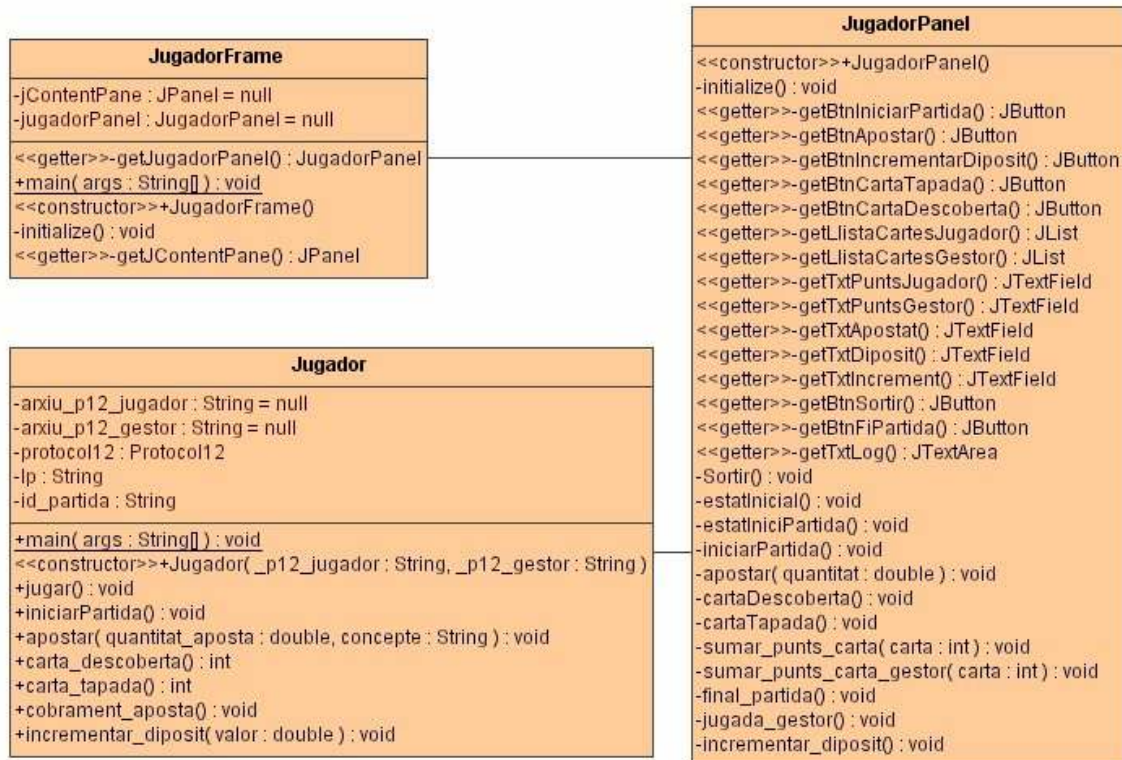 JugadorFrame
-jContentPane : JPanel = null
-jugadorPanel : JugadorPanel = null
<<getter>>-getJugadorPanel() : JugadorPanel
+main( args : String[] ) : void
<<constructor>>+JugadorFrame()
-initialize() : void
<<getter>>-getJContentPane() : JPanel
Jugador
-arxiu_p12_jugador : String = null
-arxiu_p12_gestor : String = null
-protocol12 : Protocol12
-Ip : String
-id_partida : String
+main( args : String[] ) : void
<<constructor>>+Jugador( _p12_jugador : String, _p12_gestor : String )
+jugar() : void
+iniciarPartida() : void
+apostar( quantitat_aposta : double, concepte : String ) : void
+carta_descoberta() : int
+carta_tapada() : int
+cobrament_aposta() : void
+incrementar_diposit( valor : double ) : void
JugadorPanel
<<constructor>>+JugadorPanel()
-initialize() : void
<<getter>>-getBtnIniciarPartida() : JButton
<<getter>>-getBtnApostar() : JButton
<<getter>>-getBtnIncrementarDiposit() : JButton
<<getter>>-getBtnCartaTapada() : JButton
<<getter>>-getBtnCartaDescoberta() : JButton
<<getter>>-getLlistaCartesJugador() : JList
<<getter>>-getLlistaCartesGestor() : JList
<<getter>>-getTxtPuntsJugador() : JTextField
<<getter>>-getTxtPuntsGestor() : JTextField
<<getter>>-getTxtApostat() : JTextField
<<getter>>-getTxtDiposit() : JTextField
<<getter>>-getTxtIncrement() : JTextField
<<getter>>-getBtnSortir() : JButton
<<getter>>-getBtnFiPartida() : JButton
<<getter>>-getTxtLog() : JTextArea
-Sortir() : void
-estatInicial() : void
-estatIniciPartida() : void
-iniciarPartida() : void
-apostar( quantitat : double ) : void
-cartaDescoberta() : void
-cartaTapada() : void
-sumar_punts_carta( carta : int ) : void
-sumar_punts_carta_gestor( carta : int ) : void
-final_partida() : void
-jugada_gestor() : void
-incrementar_diposit() : void